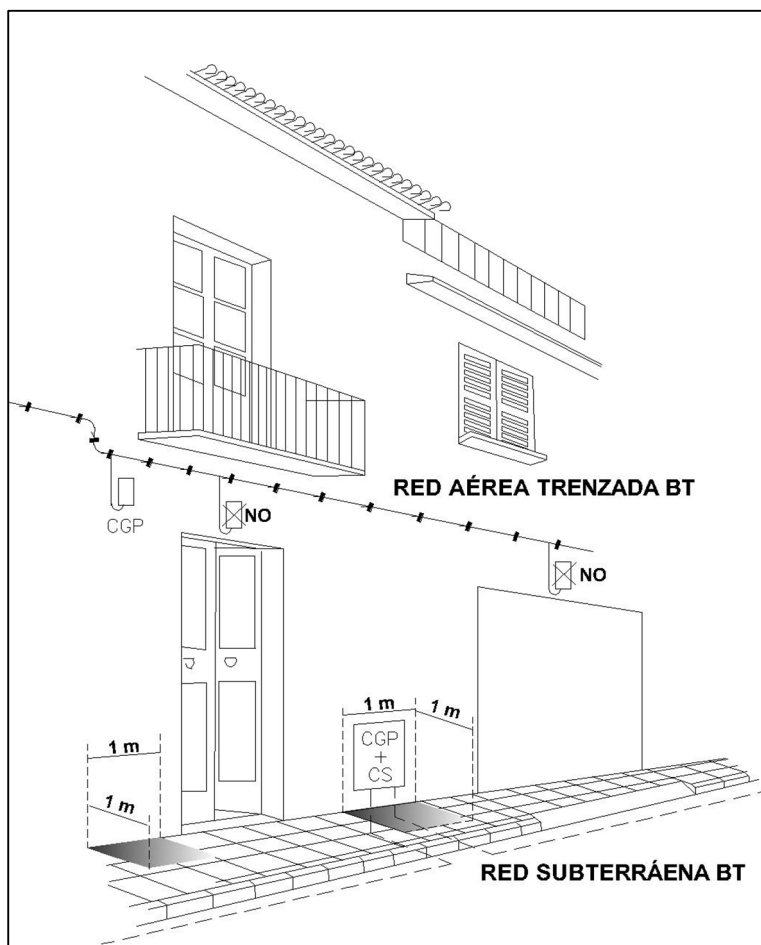 RED AÉREA TRENZADA BT
CGP
NO
NO
1 m
1 m
1 m
1 m
CGP
+
CS
RED SUBTERRÁENA BT